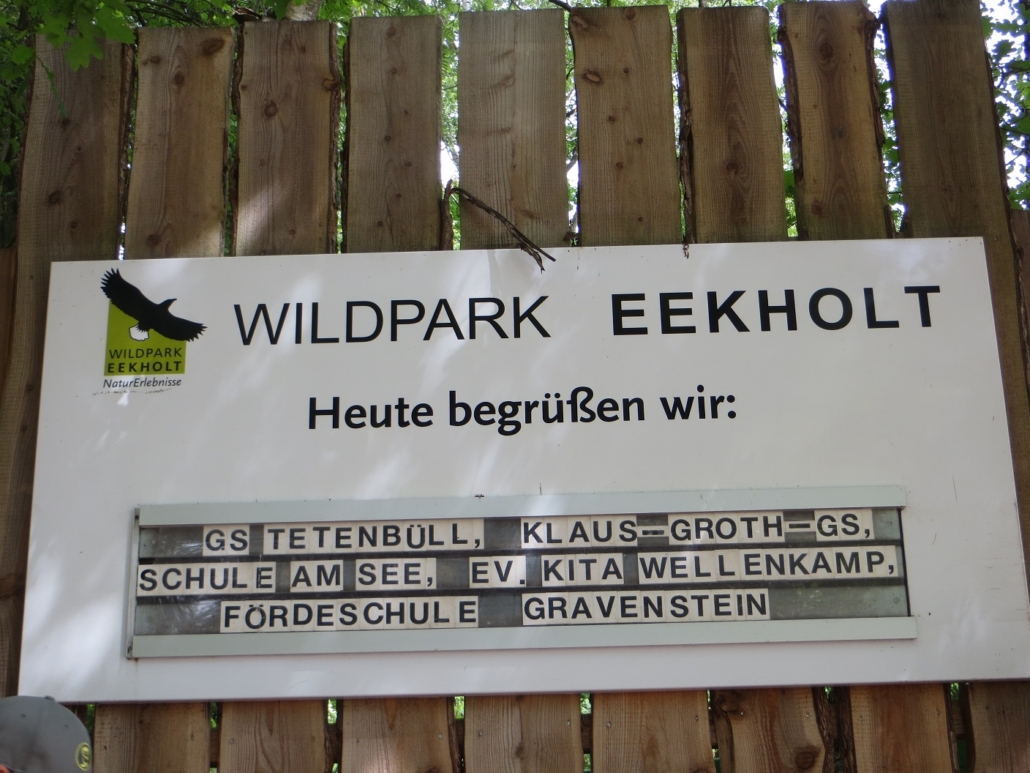 WILDPARK EEKHOLT
WILDPARK
EEKHOLT
NaturErlebnisse
Heute begrüßen wir:
GS TETENBÜLL, KLAUS-GROTH-GS,
SCHULE AM SEE, EV. KITA WELLENKAMP,
FÖRDESCHULE GRAVENSTEIN